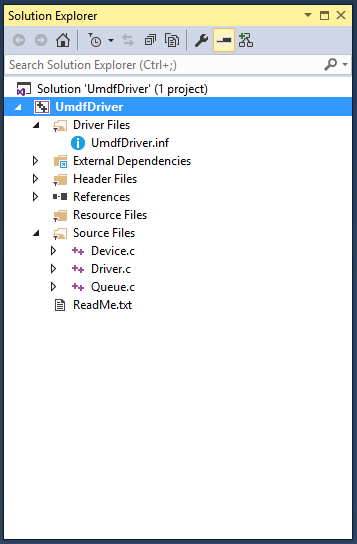 Solution Explorer
Search Solution Explorer (Ctrl+;)
Solution 'UmdfDriver' (1 project)
UmdfDriver
Driver Files
UmdfDriver.inf
External Dependencies
Header Files
References
Resource Files
Source Files
Device.c
Driver.c
Queue.c
ReadMe.txt